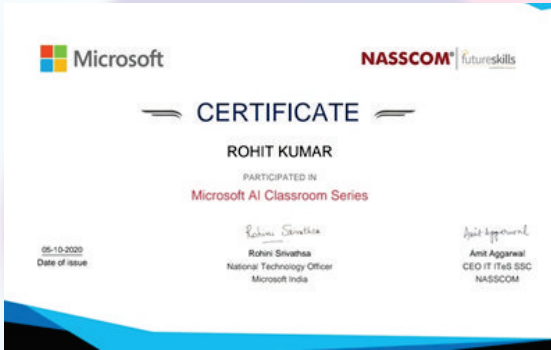 Microsoft
NASSCOM® futureskills
CERTIFICATE
ROHIT KUMAR
PARTICIPATED IN
Microsoft AI Classroom Series
Rohini Srivathsa
Amit Aggarwal
05-10-2020
Date of issue
Rohini Srivathsa
National Technology Officer
Microsoft India
Amit Aggarwal
CEO IT ITeS SSC
NASSCOM